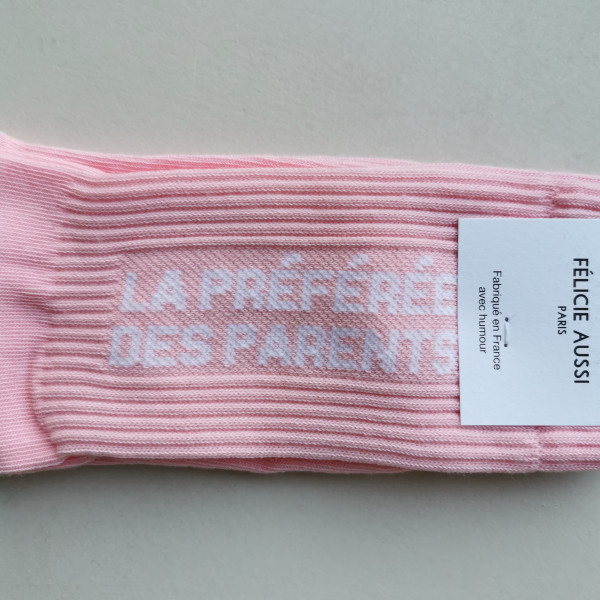 LA PRÉFÉRÉE
DES PARENTS
FÉLICIE AUSSI
PARIS
Fabriqué en France
avec humour